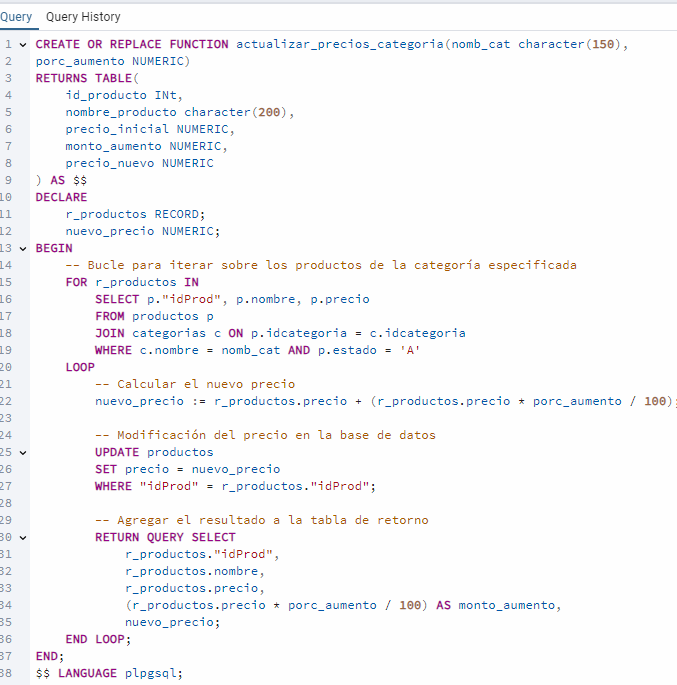 Query Query History
1 CREATE OR REPLACE FUNCTION actualizar_precios_categoria(nomb_cat character(150),
2 porc_aumento NUMERIC)
3 RETURNS TABLE(
4 id_producto INt,
5 nombre_producto character(200),
6 precio_inicial NUMERIC,
7 monto_aumento NUMERIC,
8 precio_nuevo NUMERIC
9 ) AS $$
10 DECLARE
11 r_productos RECORD;
12 nuevo_precio NUMERIC;
13 BEGIN
14 -- Bucle para iterar sobre los productos de la categoría especificada
15 FOR r_productos IN
16 SELECT p."idProd", p.nombre, p.precio
17 FROM productos p
18 JOIN categorias c ON p.idcategoria = c.idcategoria
19 WHERE c.nombre = nomb_cat AND p.estado = 'A'
20 LOOP
21 -- Calcular el nuevo precio
22 nuevo_precio := r_productos.precio + (r_productos.precio * porc_aumento / 100);
23
24 -- Modificación del precio en la base de datos
25 UPDATE productos
26 SET precio = nuevo_precio
27 WHERE "idProd" = r_productos."idProd";
28
29 -- Agregar el resultado a la tabla de retorno
30 RETURN QUERY SELECT
31 r_productos."idProd",
32 r_productos.nombre,
33 r_productos.precio,
34 (r_productos.precio * porc_aumento / 100) AS monto_aumento,
35 nuevo_precio;
36 END LOOP;
37 END;
38 $$ LANGUAGE plpgsql;